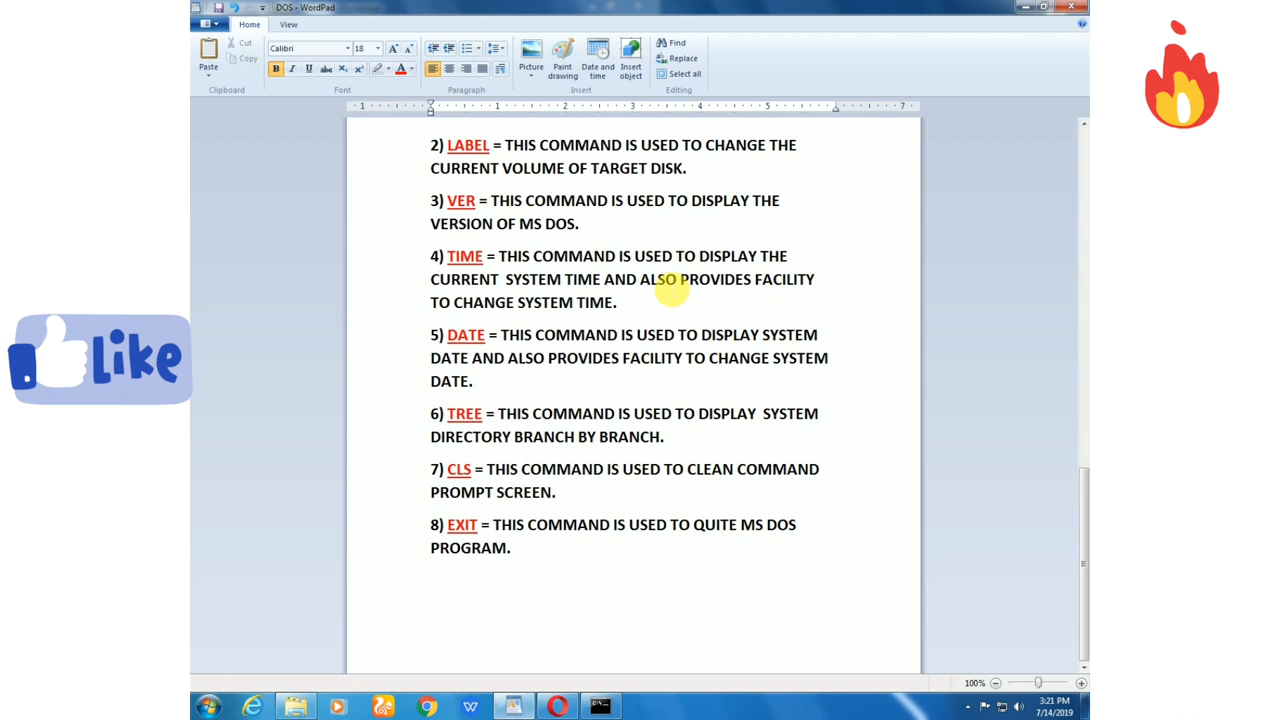 DOS - WordPad
Home View
Cut
Copy
Paste
Clipboard
Calibri 18
Font
Paragraph
Picture
Paint drawing
Date and time
Insert object
Insert
Find
Replace
Select all
Editing
1 1 2 3 4 5 7
2) LABEL = THIS COMMAND IS USED TO CHANGE THE
CURRENT VOLUME OF TARGET DISK.
3) VER = THIS COMMAND IS USED TO DISPLAY THE
VERSION OF MS DOS.
4) TIME = THIS COMMAND IS USED TO DISPLAY THE
CURRENT SYSTEM TIME AND ALSO PROVIDES FACILITY
TO CHANGE SYSTEM TIME.
5) DATE = THIS COMMAND IS USED TO DISPLAY SYSTEM
DATE AND ALSO PROVIDES FACILITY TO CHANGE SYSTEM
DATE.
6) TREE = THIS COMMAND IS USED TO DISPLAY SYSTEM
DIRECTORY BRANCH BY BRANCH.
7) CLS = THIS COMMAND IS USED TO CLEAN COMMAND
PROMPT SCREEN.
8) EXIT = THIS COMMAND IS USED TO QUITE MS DOS
PROGRAM.
Like
100%
3:21 PM
7/14/2019